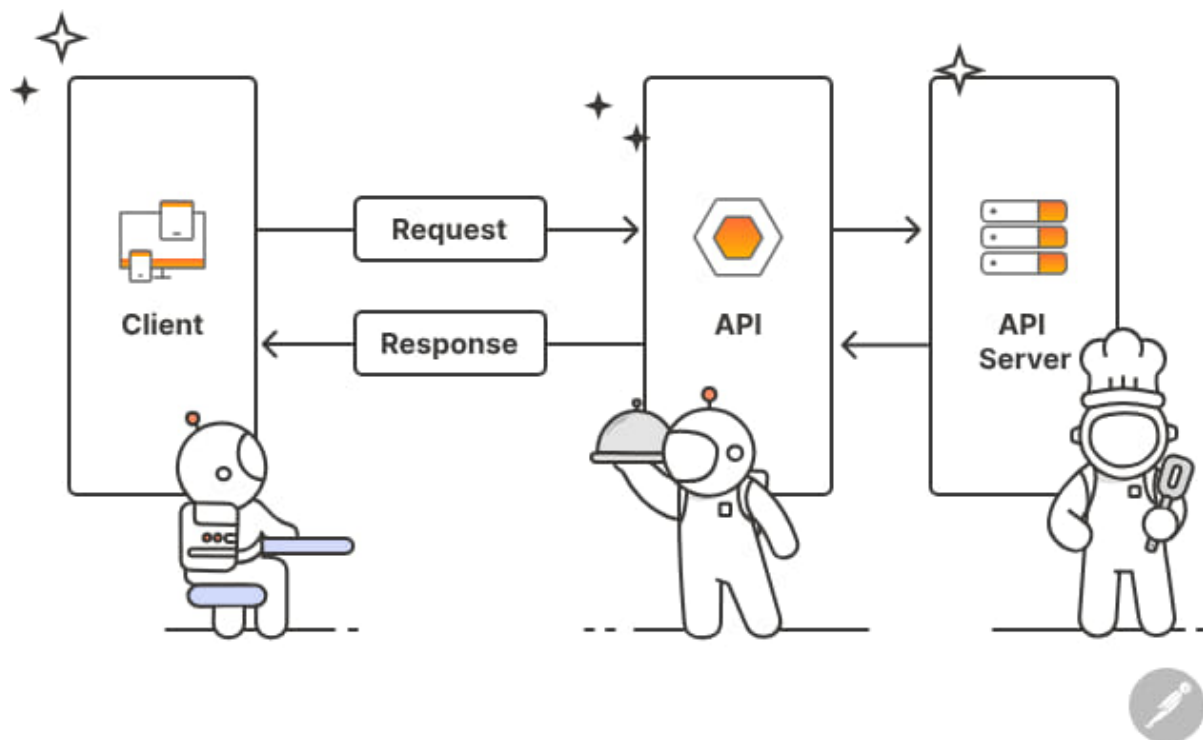 Request
Response
Client
API
API
Server